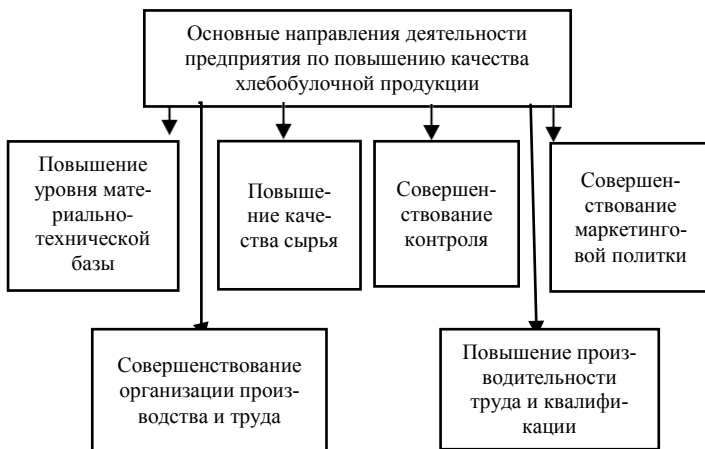 Основные направления деятельности
предприятия по повышению качества
хлебобулочной продукции
Повышение
уровня мате-
риально-
технической
базы
Повыше-
ние каче-
ства сырья
Совершен-
ствование
контроля
Совершен-
ствование
маркетинго-
вой политки
Совершенствование
организации произ-
водства и труда
Повышение произ-
водительности
труда и квалифи-
кации